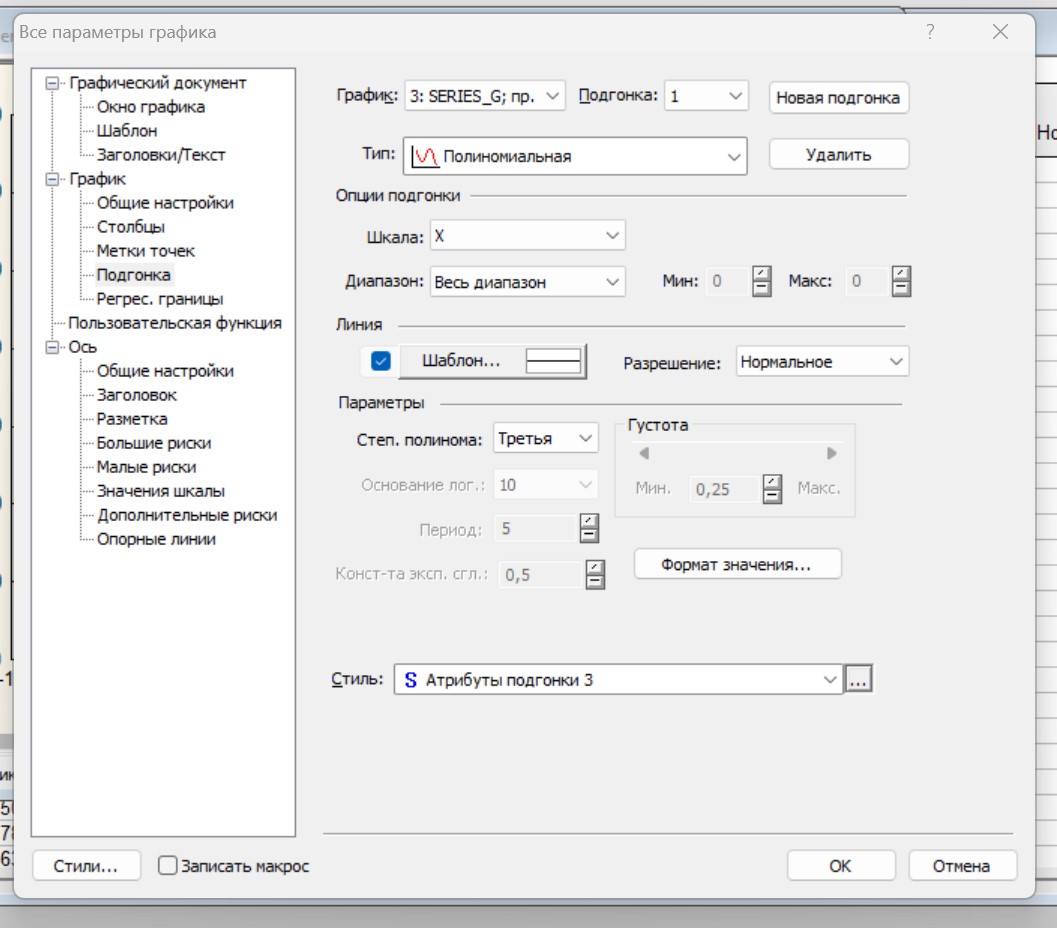 Все параметры графика
Графический документ
Окно графика
Шаблон
Заголовки/Текст
График
Общие настройки
Столбцы
Метки точек
Подгонка
Регрес. границы
Пользовательская функция
Ось
Общие настройки
Заголовок
Разметка
Большие риски
Малые риски
Значения шкалы
Дополнительные риски
Опорные линии
График: 3: SERIES_G; пр. Подгонка: 1 Новая подгонка
Тип: Полиномиальная Удалить
Опции подгонки
Шкала: X
Диапазон: Весь диапазон Мин: 0 Макс: 0
Линия
Шаблон... Разрешение: Нормальное
Параметры
Степ. полинома: Третья
Густота
Основание лог.: 10
Мин. 0,25 Макс.
Период: 5
Конст-та эксп. сгл.: 0,5
Формат значения...
Стиль: S Атрибуты подгонки 3 ...
Стили... Записать макрос ОК Отмена